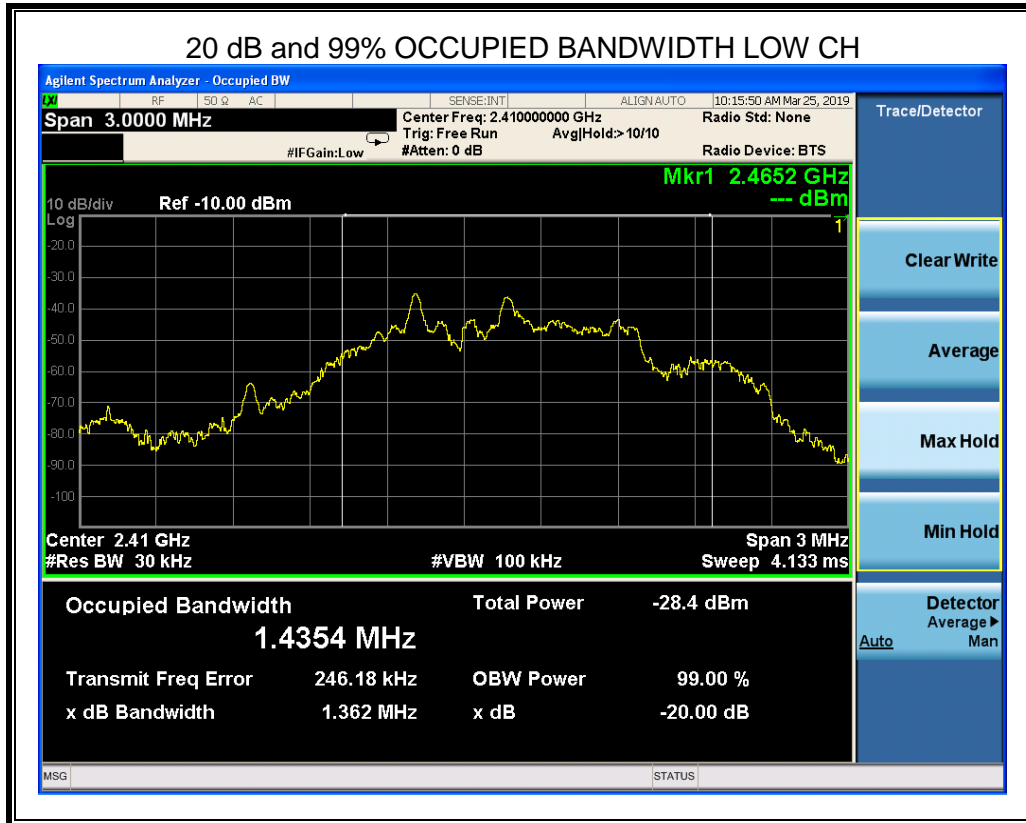 20 dB and 99% OCCUPIED BANDWIDTH LOW CH
Agilent Spectrum Analyzer - Occupied BW
LXI RF 50 Ω AC SENSE:INT ALIGN AUTO 10:15:50 AM Mar 25, 2019
Span 3.0000 MHz
Center Freq: 2.410000000 GHz Radio Std: None
Trig: Free Run Avg|Hold:>10/10
#IFGain:Low #Atten: 0 dB Radio Device: BTS
Trace/Detector
Mkr1 2.4652 GHz
--- dBm
10 dB/div Ref -10.00 dBm
Log
1
-20.0
-30.0
-40.0
-50.0
-60.0
-70.0
-80.0
-90.0
-100
Center 2.41 GHz Span 3 MHz
#Res BW 30 kHz #VBW 100 kHz Sweep 4.133 ms
Occupied Bandwidth Total Power -28.4 dBm
1.4354 MHz
Transmit Freq Error 246.18 kHz OBW Power 99.00 %
x dB Bandwidth 1.362 MHz x dB -20.00 dB
Clear Write
Average
Max Hold
Min Hold
Detector
Average▶
Auto Man
MSG STATUS